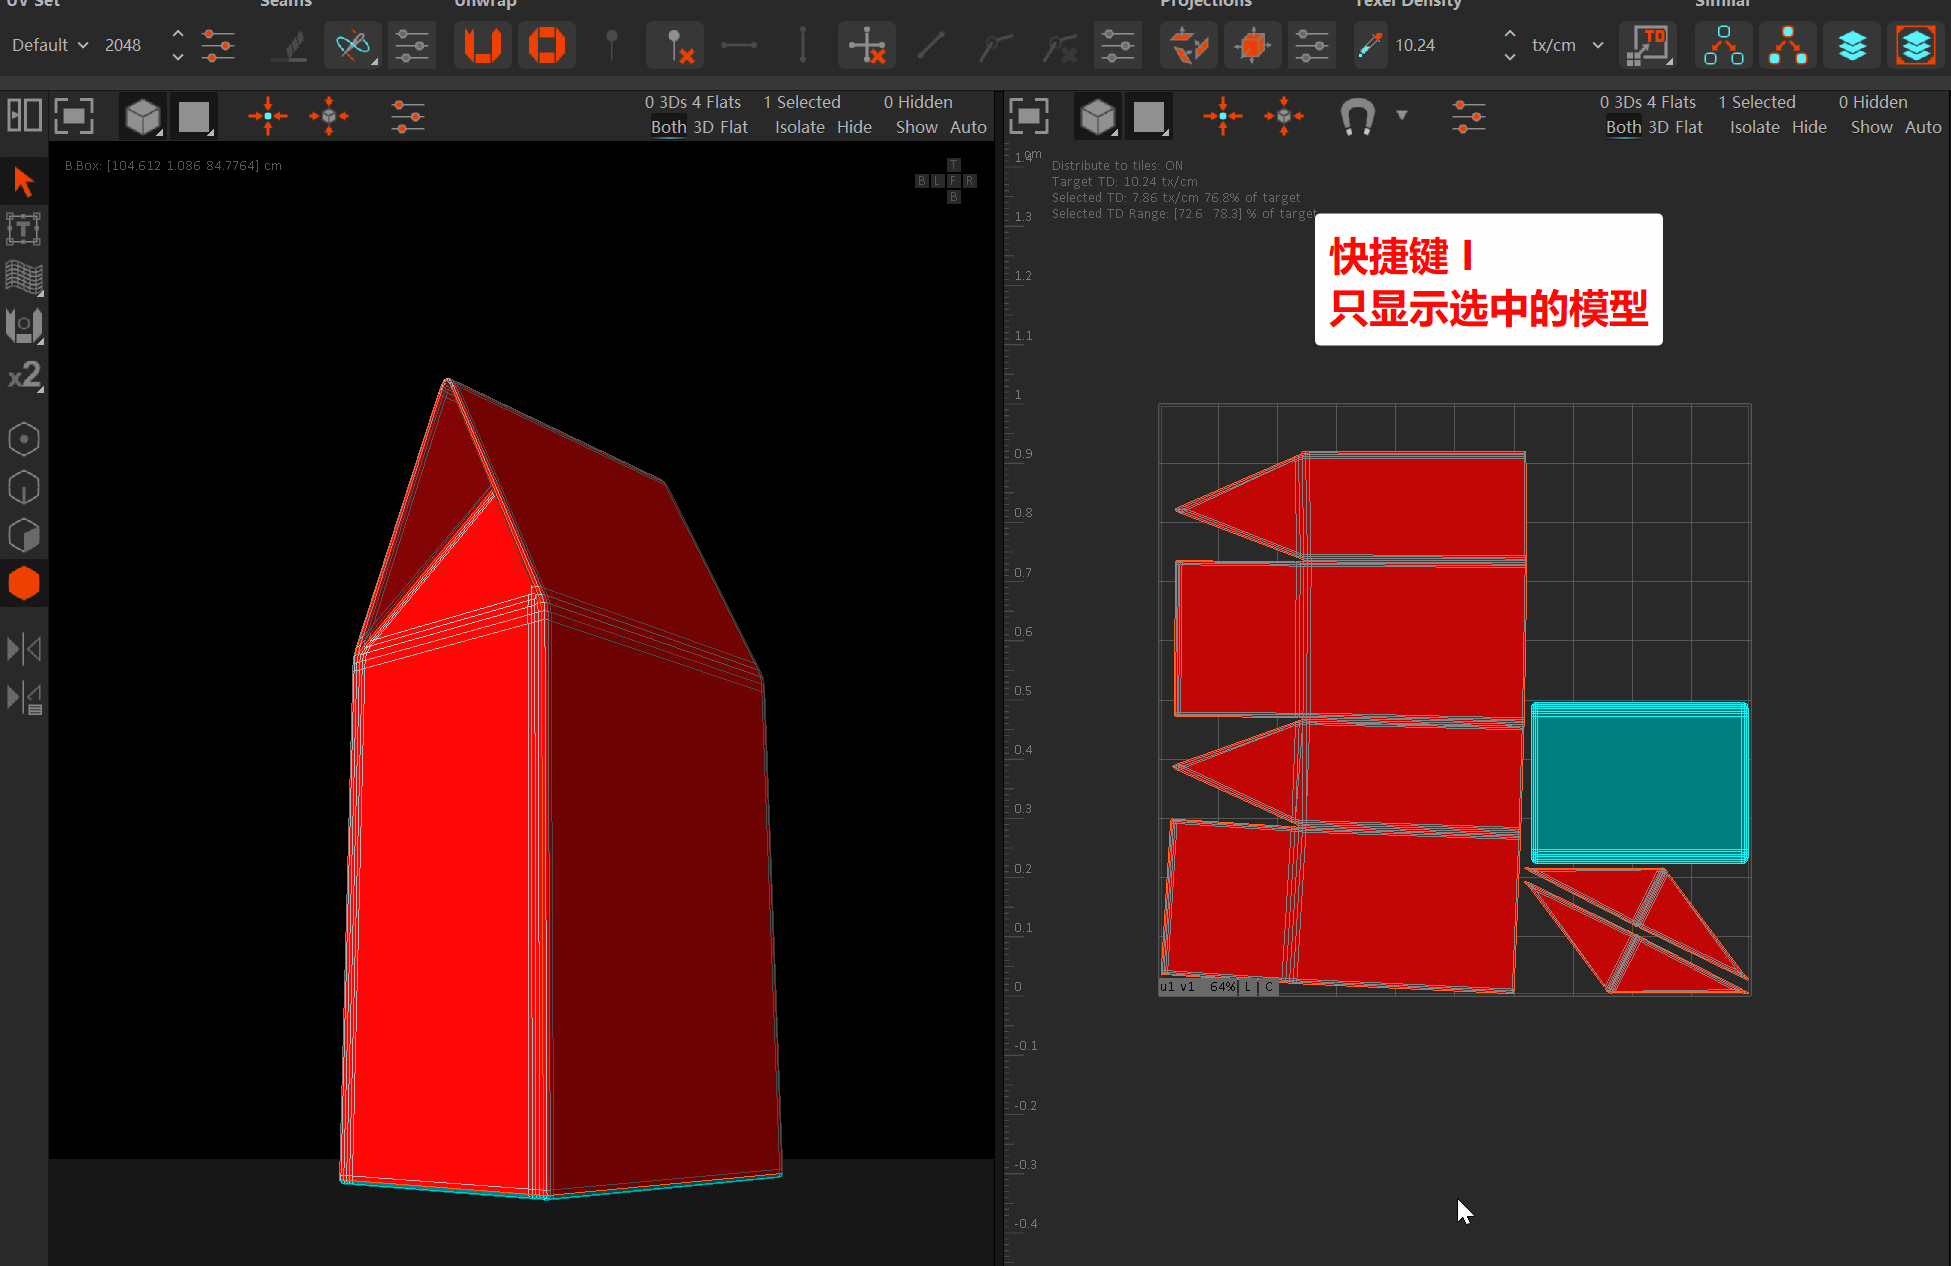 UV Set Seams Unwrap Projections Texel Density Similar
Default 2048 10.24 tx/cm TD
0 3Ds 4 Flats 1 Selected 0 Hidden
Both 3D Flat Isolate Hide Show Auto
0 3Ds 4 Flats 1 Selected 0 Hidden
Both 3D Flat Isolate Hide Show Auto
B.Box: [104.612 1.086 84.7764] cm
T
B L F R
B
T
x2
cm
Distribute to tiles: ON
Target TD: 10.24 tx/cm
Selected TD: 7.86 tx/cm 76.8% of target
Selected TD Range: [72.6 78.3] % of target
快捷键 I
只显示选中的模型
1.4
1.3
1.2
1.1
1
0.9
0.8
0.7
0.6
0.5
0.4
0.3
0.2
0.1
0
-0.1
-0.2
-0.3
-0.4
u1 v1 64% | L | C